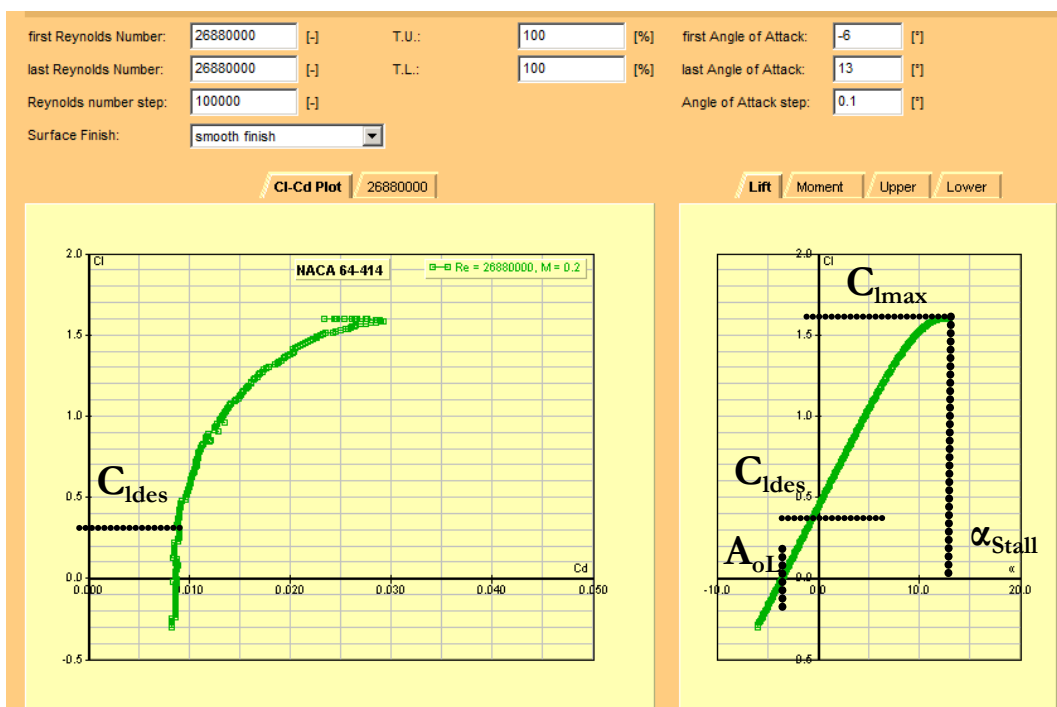 first Reynolds Number: 26880000 [-] T.U.: 100 [%] first Angle of Attack: -6 [°]
last Reynolds Number: 26880000 [-] T.L.: 100 [%] last Angle of Attack: 13 [°]
Reynolds number step: 100000 [-] Angle of Attack step: 0.1 [°]
Surface Finish: smooth finish
Cl-Cd Plot 26880000 Lift Moment Upper Lower
2.0 Cl
NACA 64-414 Re = 26880000, M = 0.2
1.5
1.0
0.5
Cldes
0.0
Cd
0.000 0.010 0.020 0.030 0.040 0.050
-0.5
2.0 Cl
Clmax
1.5
1.0
Cldes
0.5
AoL
αStall
0.0
α
-10.0 0.0 10.0 20.0
-0.5